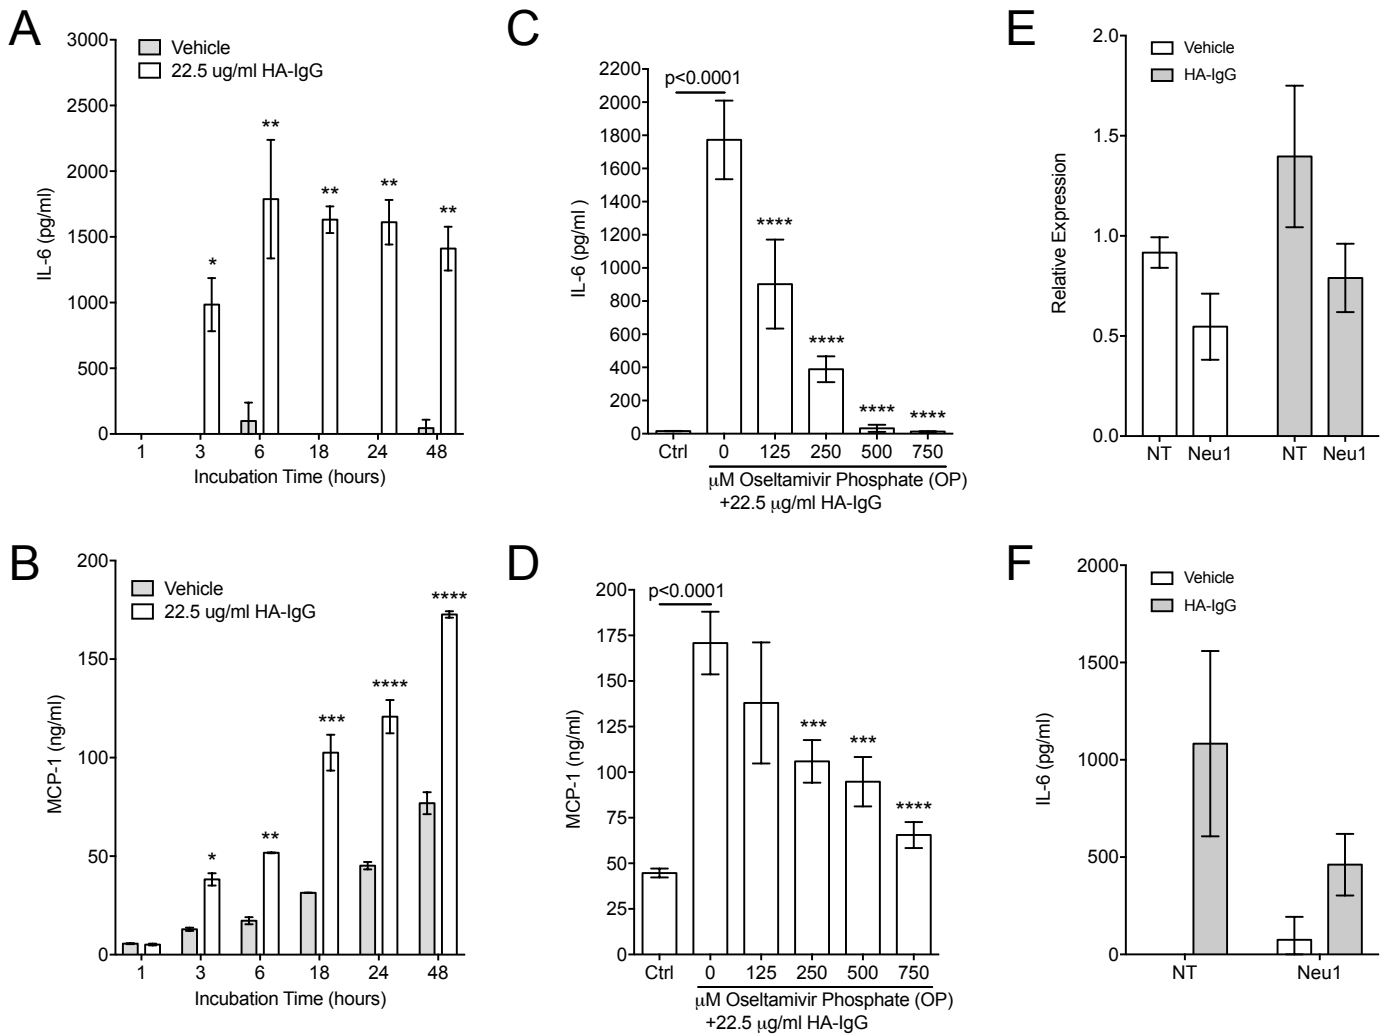 A
3000
2500
2000
1500
1000
500
0
IL-6 (pg/ml)
Vehicle
22.5 ug/ml HA-IgG
*
**
**
**
**
1 3 6 18 24 48
Incubation Time (hours)
B
200
150
100
50
0
MCP-1 (ng/ml)
Vehicle
22.5 ug/ml HA-IgG
*
**
***
****
****
1 3 6 18 24 48
Incubation Time (hours)
C
2200
2000
1800
1600
1400
1200
1000
800
600
400
200
0
IL-6 (pg/ml )
p<0.0001
****
****
****
****
Ctrl 0 125 250 500 750
μM Oseltamivir Phosphate (OP)
+22.5 μg/ml HA-IgG
D
200
175
150
125
100
75
50
25
0
MCP-1 (ng/ml)
p<0.0001
***
***
****
Ctrl 0 125 250 500 750
μM Oseltamivir Phosphate (OP)
+22.5 μg/ml HA-IgG
E
2.0
1.5
1.0
0.5
0.0
Relative Expression
Vehicle
HA-IgG
NT Neu1 NT Neu1
F
2000
1500
1000
500
0
IL-6 (pg/ml)
Vehicle
HA-IgG
NT Neu1